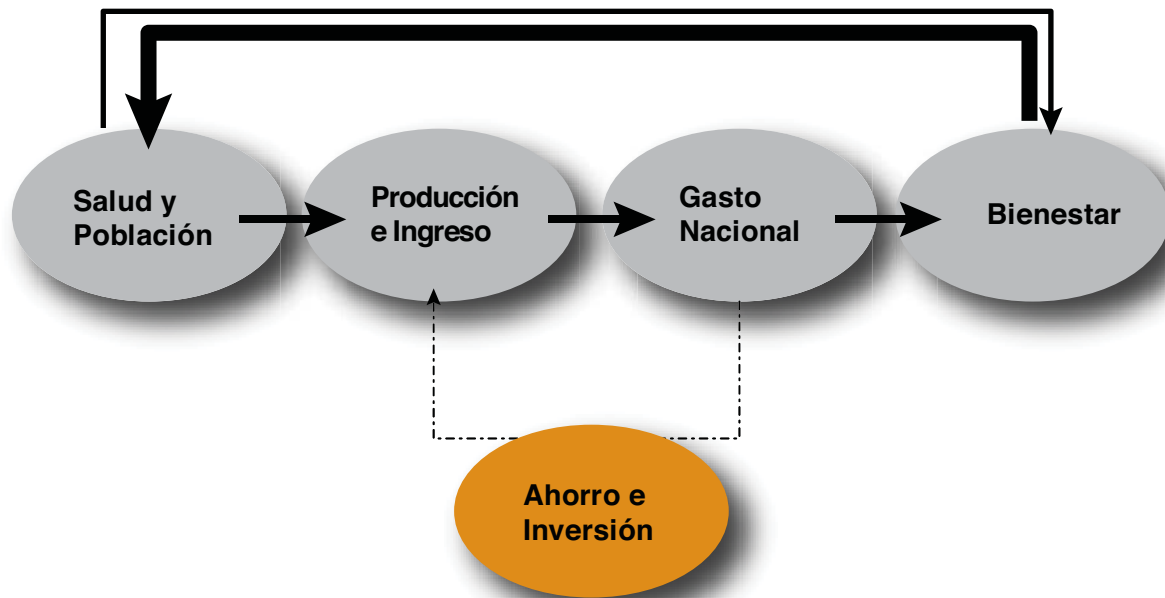 Salud y
Población
Producción
e Ingreso
Gasto
Nacional
Bienestar
Ahorro e
Inversión